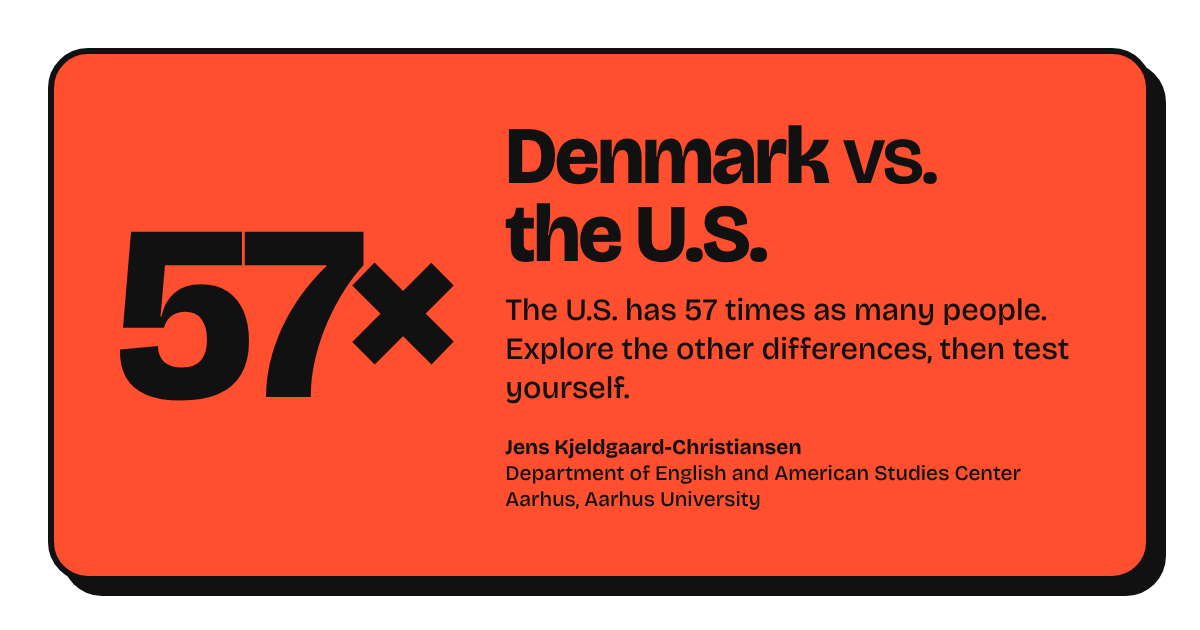 57×
Denmark vs.
the U.S.
The U.S. has 57 times as many people.
Explore the other differences, then test
yourself.
Jens Kjeldgaard-Christiansen
Department of English and American Studies Center
Aarhus, Aarhus University